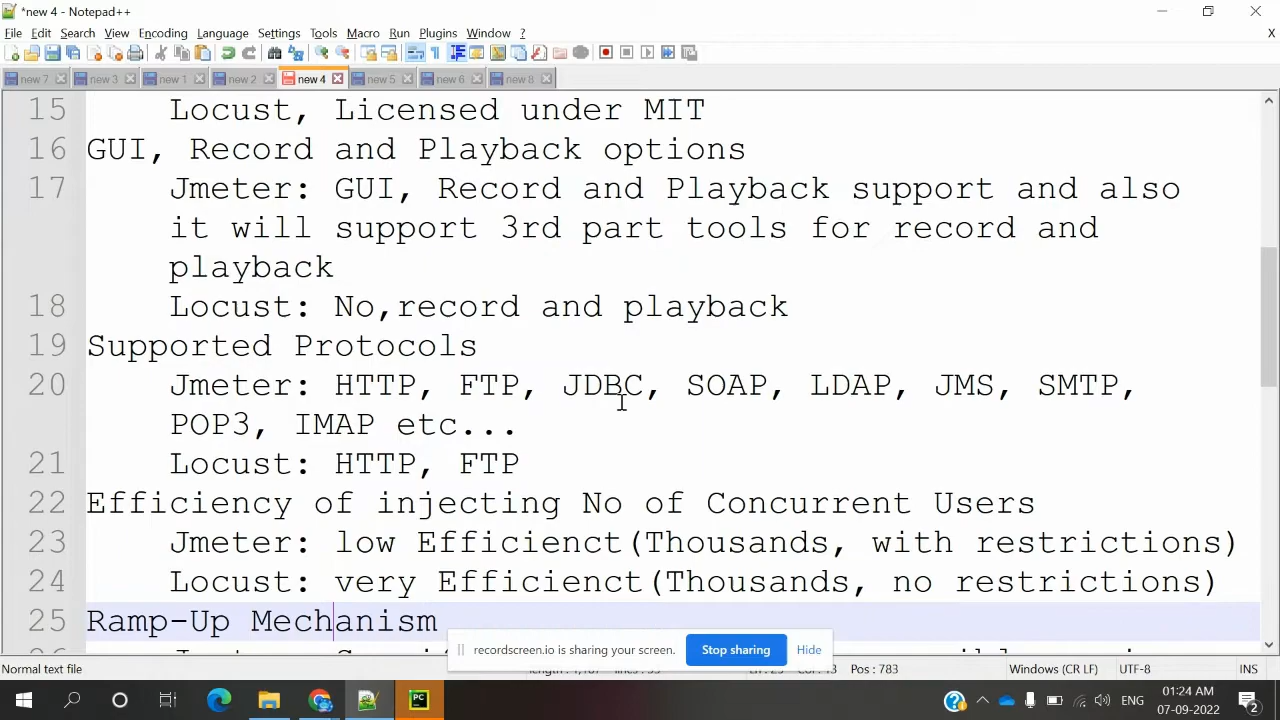 *new 4 - Notepad++
File Edit Search View Encoding Language Settings Tools Macro Run Plugins Window ? X
new 7 new 3 new 1 new 2 new 4 new 5 new 6 new 8
15 Locust, Licensed under MIT
16 GUI, Record and Playback options
17 Jmeter: GUI, Record and Playback support and also
it will support 3rd part tools for record and
playback
18 Locust: No,record and playback
19 Supported Protocols
20 Jmeter: HTTP, FTP, JDBC, SOAP, LDAP, JMS, SMTP,
POP3, IMAP etc...
21 Locust: HTTP, FTP
22 Efficiency of injecting No of Concurrent Users
23 Jmeter: low Efficienct(Thousands, with restrictions)
24 Locust: very Efficienct(Thousands, no restrictions)
25 Ramp-Up Mechanism
recordscreen.io is sharing your screen. Stop sharing Hide
Normal text file Pos : 783 Windows (CR LF) UTF-8 INS
PC ENG 01:24 AM
07-09-2022 2